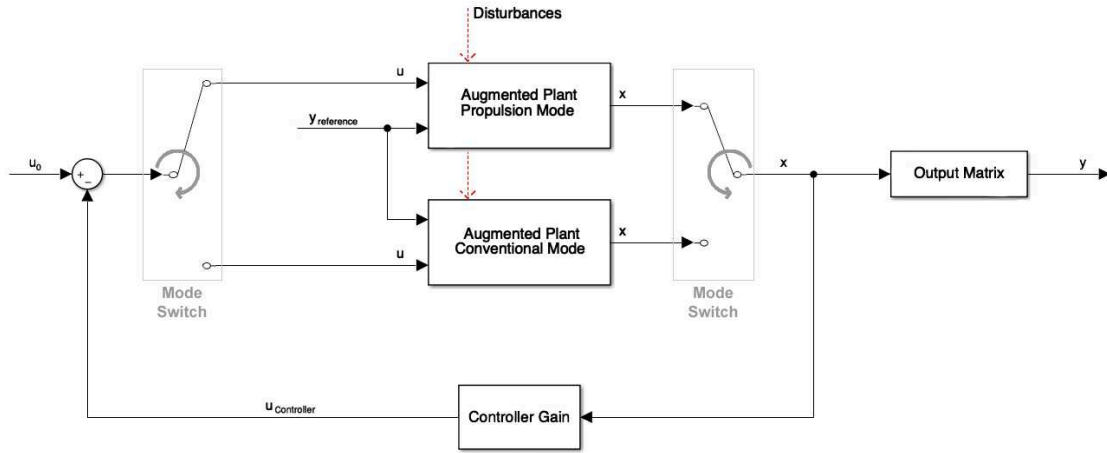 Disturbances
u
Augmented Plant
Propulsion Mode
x
y reference
u₀
+
−
x
Output Matrix
y
Augmented Plant
Conventional Mode
x
u
Mode
Switch
Mode
Switch
u Controller
Controller Gain